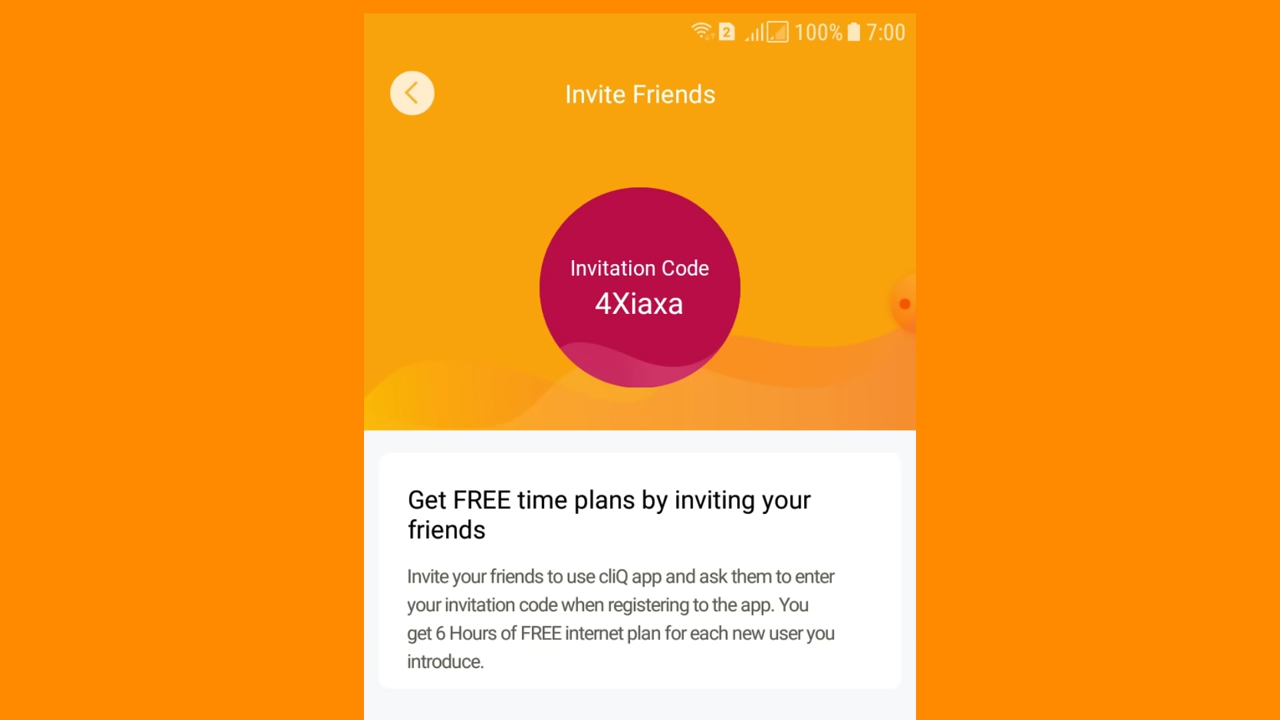 2 100% 7:00
Invite Friends
Invitation Code
4Xiaxa
Get FREE time plans by inviting your
friends
Invite your friends to use cliQ app and ask them to enter
your invitation code when registering to the app. You
get 6 Hours of FREE internet plan for each new user you
introduce.